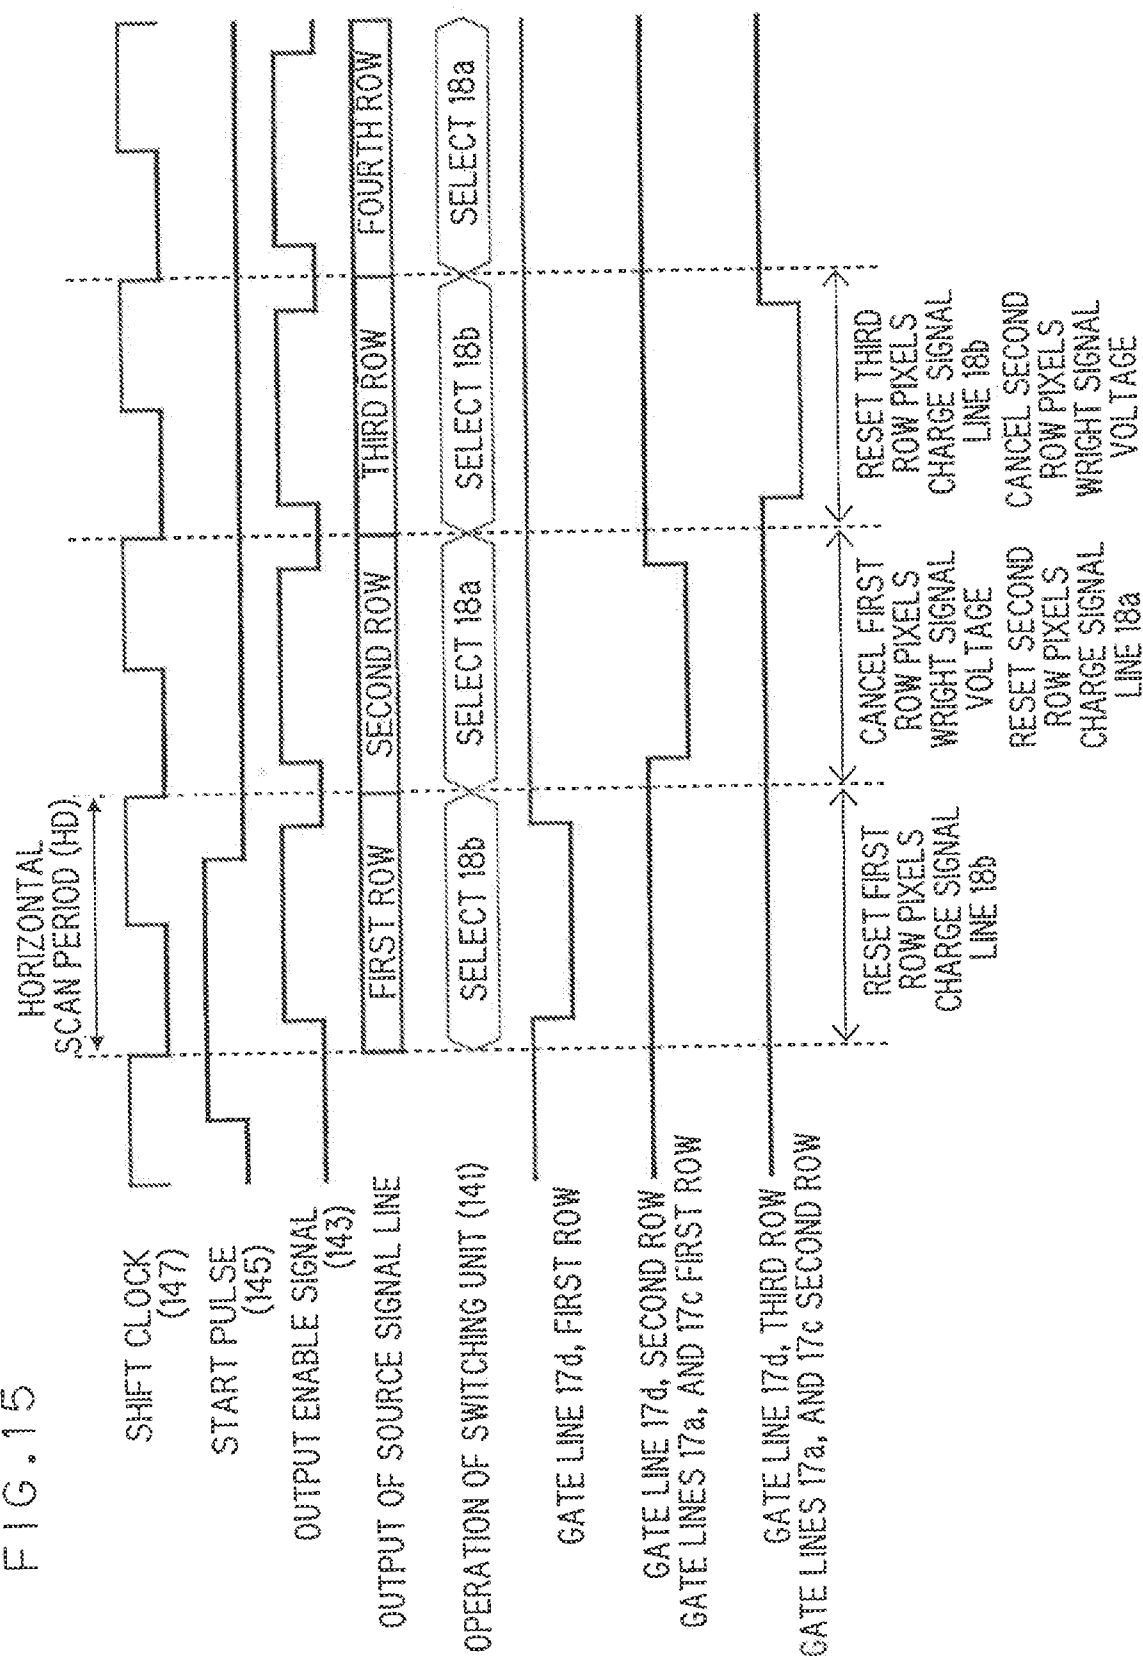 FIG.15
HORIZONTAL
SCAN PERIOD (HD)
SHIFT CLOCK
(147)
START PULSE
(145)
OUTPUT ENABLE SIGNAL
(143)
OUTPUT OF SOURCE SIGNAL LINE
FIRST ROW
SECOND ROW
THIRD ROW
FOURTH ROW
OPERATION OF SWITCHING UNIT (141)
SELECT 18b
SELECT 18a
SELECT 18b
SELECT 18a
GATE LINE 17d, FIRST ROW
GATE LINE 17d, SECOND ROW
GATE LINES 17a, AND 17c FIRST ROW
GATE LINE 17d, THIRD ROW
GATE LINES 17a, AND 17c SECOND ROW
RESET FIRST
ROW PIXELS
CHARGE SIGNAL
LINE 18b
CANCEL FIRST
ROW PIXELS
WRIGHT SIGNAL
VOLTAGE
RESET SECOND
ROW PIXELS
CHARGE SIGNAL
LINE 18a
RESET THIRD
ROW PIXELS
CHARGE SIGNAL
LINE 18b
CANCEL SECOND
ROW PIXELS
WRIGHT SIGNAL
VOLTAGE